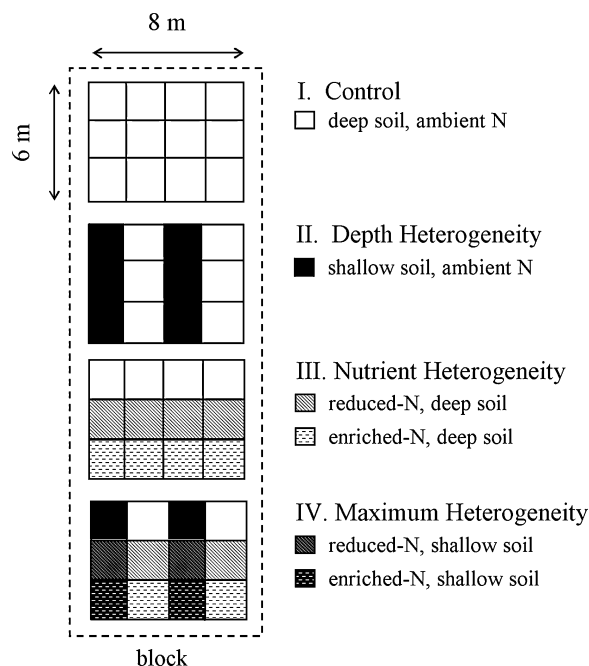 8 m
6 m
I. Control
deep soil, ambient N
II. Depth Heterogeneity
shallow soil, ambient N
III. Nutrient Heterogeneity
reduced-N, deep soil
enriched-N, deep soil
IV. Maximum Heterogeneity
reduced-N, shallow soil
enriched-N, shallow soil
block